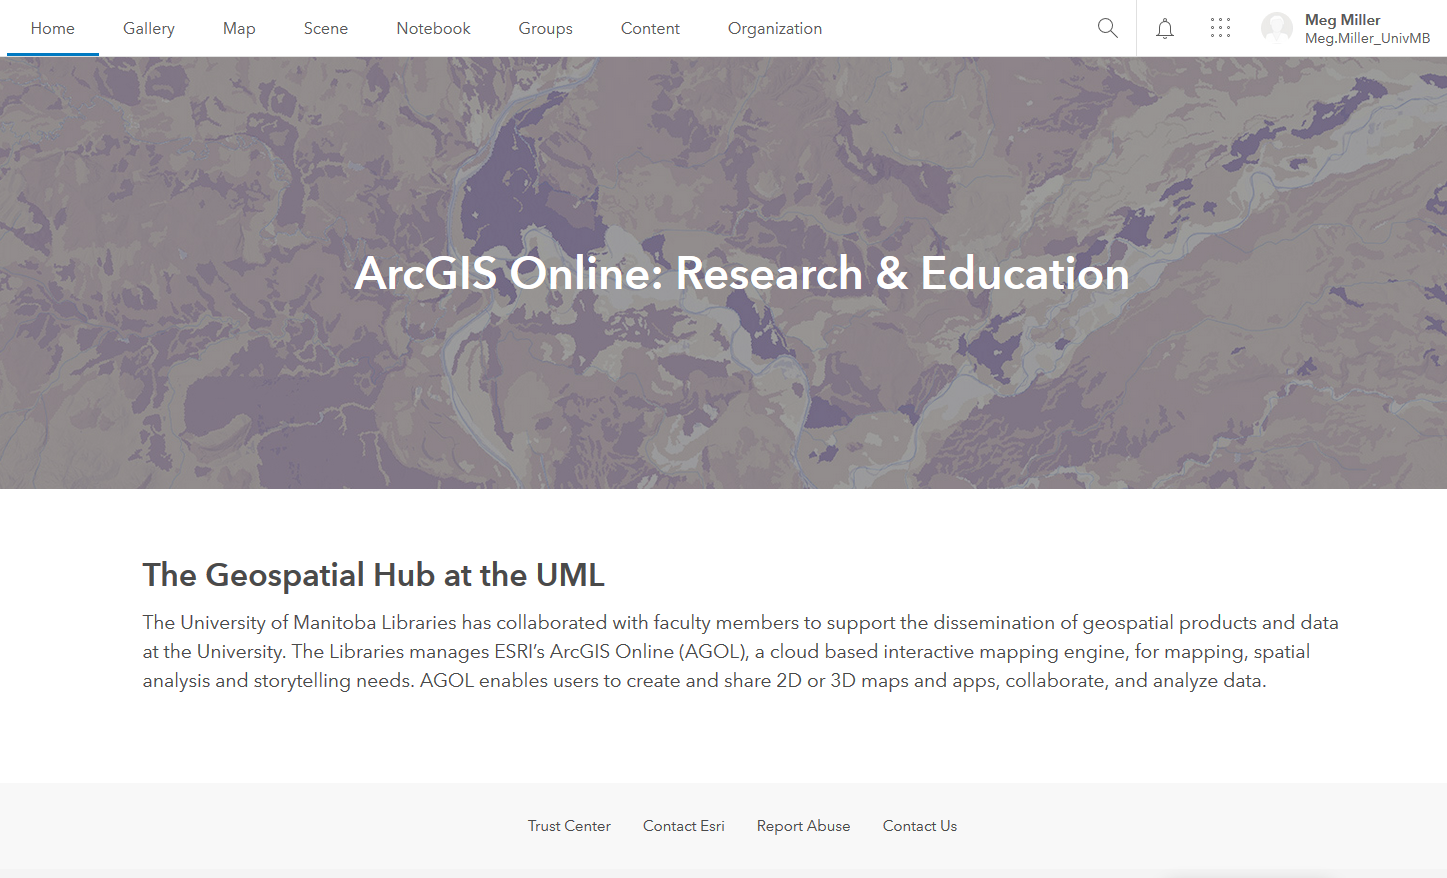 Home Gallery Map Scene Notebook Groups Content Organization
Meg Miller
Meg.Miller_UnivMB
ArcGIS Online: Research & Education
The Geospatial Hub at the UML
The University of Manitoba Libraries has collaborated with faculty members to support the dissemination of geospatial products and data
at the University. The Libraries manages ESRI’s ArcGIS Online (AGOL), a cloud based interactive mapping engine, for mapping, spatial
analysis and storytelling needs. AGOL enables users to create and share 2D or 3D maps and apps, collaborate, and analyze data.
Trust Center Contact Esri Report Abuse Contact Us